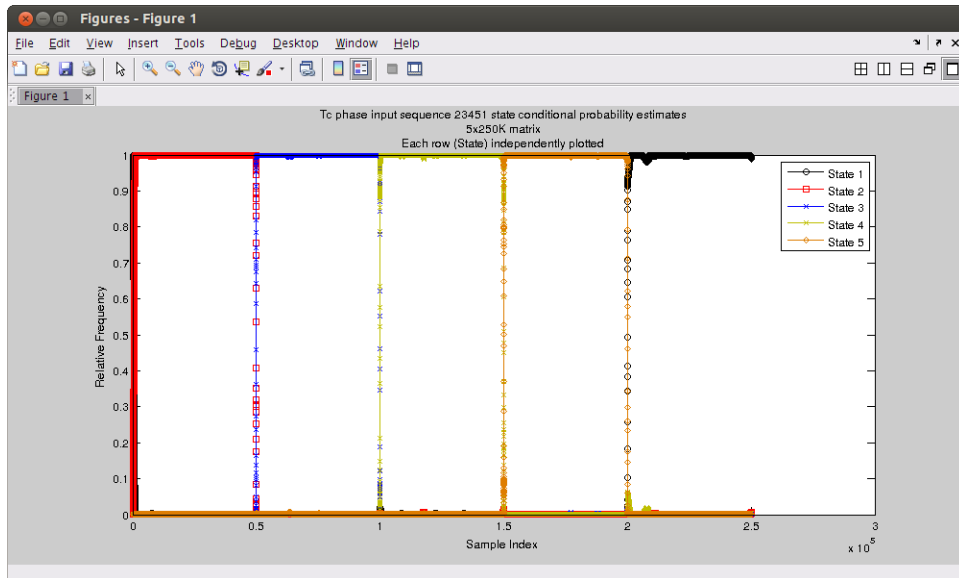 Figures - Figure 1
File Edit View Insert Tools Debug Desktop Window Help
Figure 1
Tc phase input sequence 23451 state conditional probability estimates
5x250K matrix
Each row (State) independently plotted
Relative Frequency
1
0.9
0.8
0.7
0.6
0.5
0.4
0.3
0.2
0.1
0
State 1
State 2
State 3
State 4
State 5
0 0.5 1 1.5 2 2.5 3
Sample Index
x 10^5